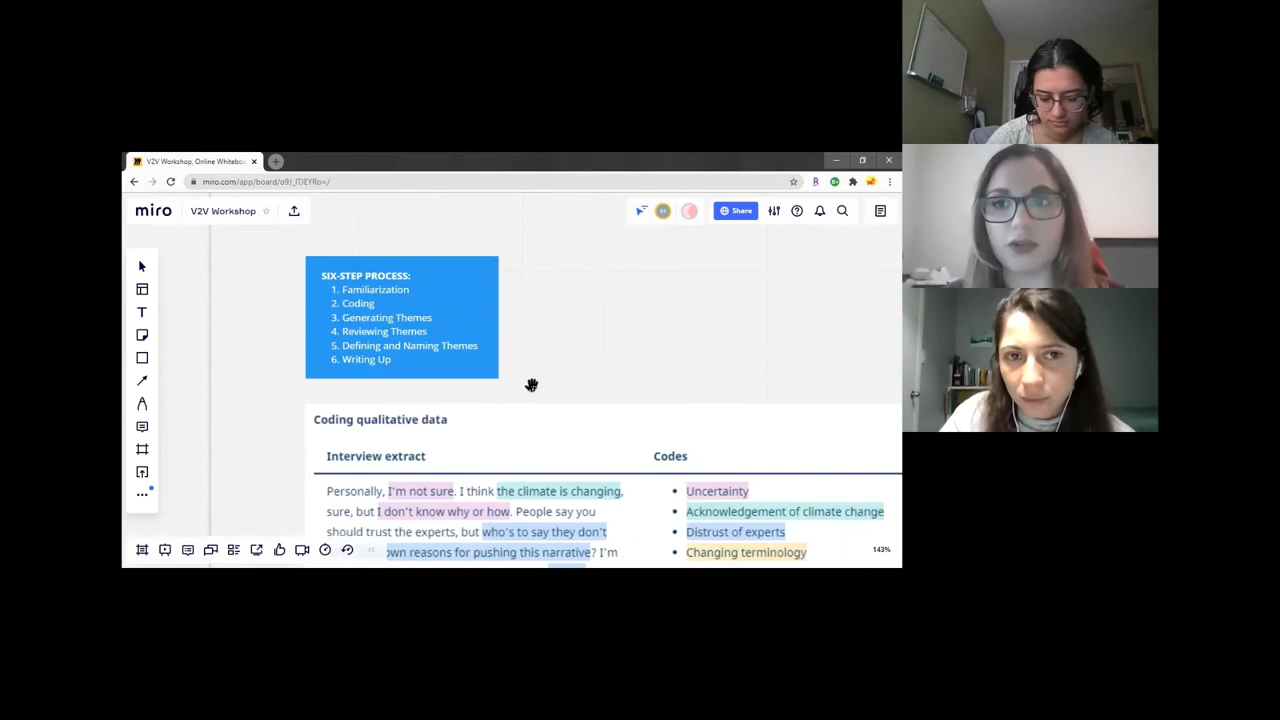 V2V Workshop, Online Whitebo
miro.com/app/board/o9J_lTJEYRo=/
miro
V2V Workshop
Share
SIX-STEP PROCESS:
1. Familiarization
2. Coding
3. Generating Themes
4. Reviewing Themes
5. Defining and Naming Themes
6. Writing Up
Coding qualitative data
Interview extract
Codes
Personally, I'm not sure. I think the climate is changing,
sure, but I don't know why or how. People say you
should trust the experts, but who's to say they don't
own reasons for pushing this narrative? I'm
• Uncertainty
• Acknowledgement of climate change
• Distrust of experts
• Changing terminology
143%